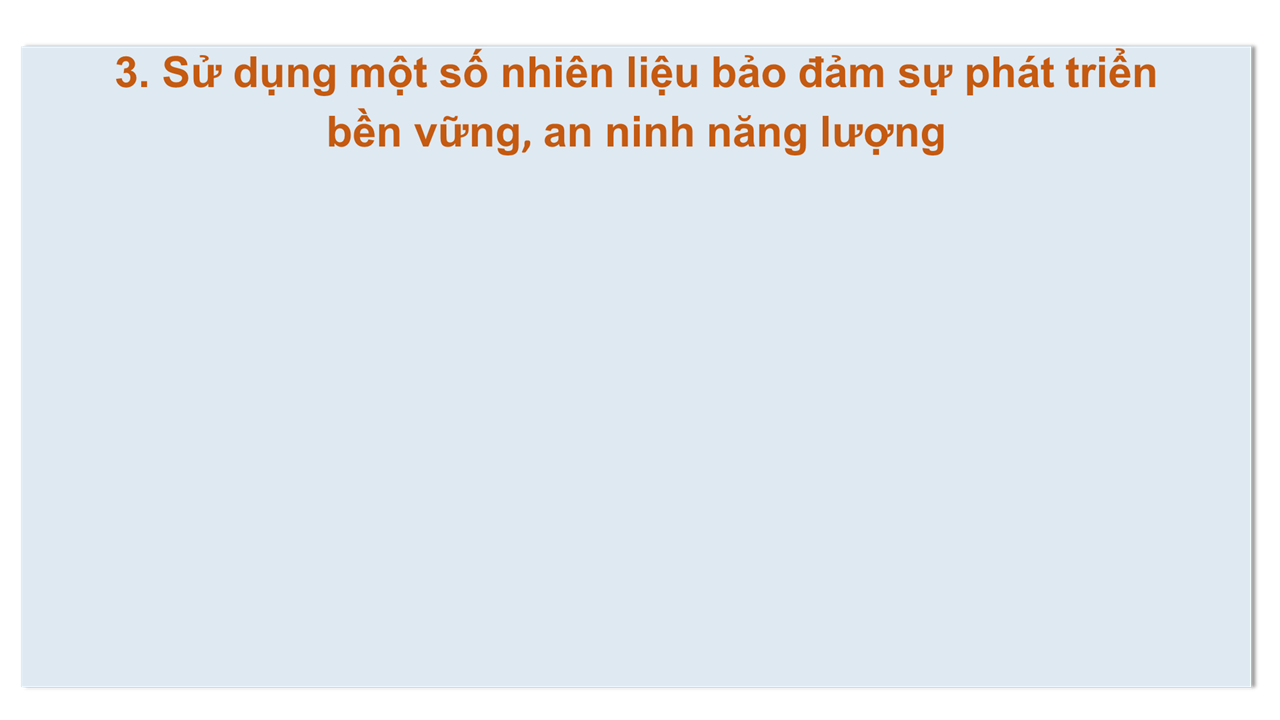 3. Sử dụng một số nhiên liệu bảo đảm sự phát triển
bền vững, an ninh năng lượng